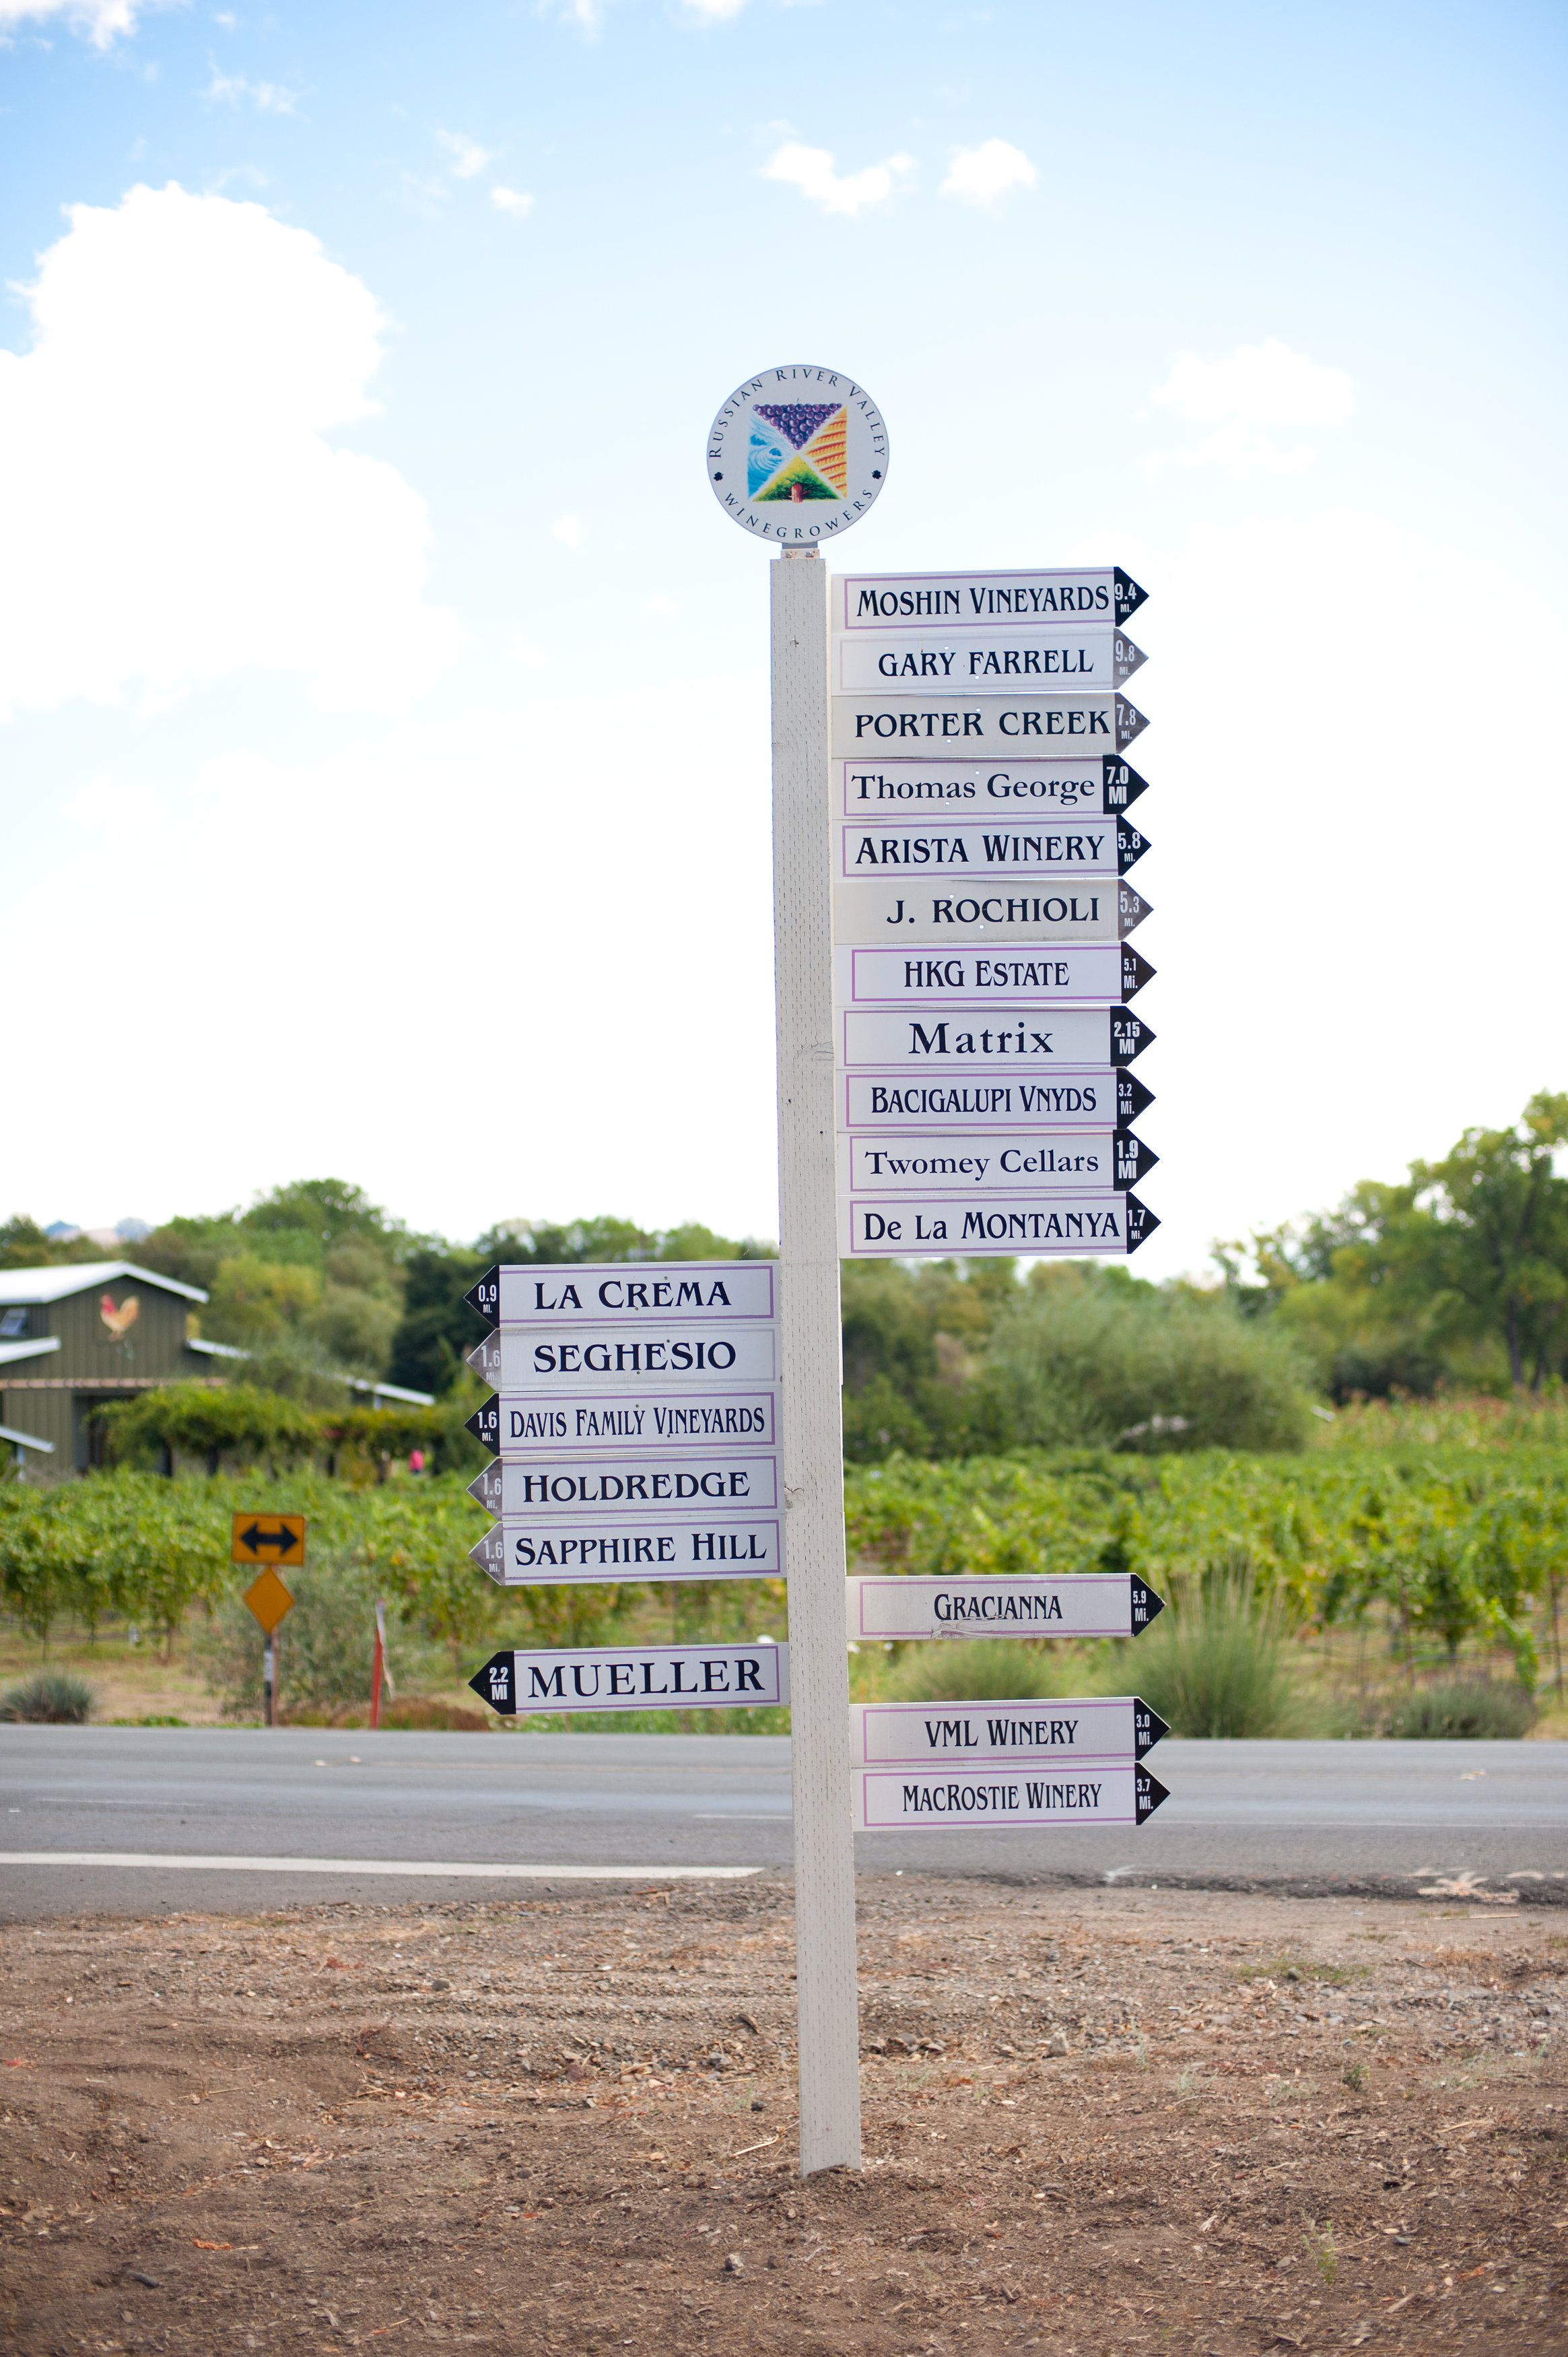 RUSSIAN RIVER VALLEY
WINEGROWERS
MOSHIN VINEYARDS 9.4 MI.
GARY FARRELL 9.8 MI.
PORTER CREEK 7.8 Mi.
Thomas George 7.0 MI
ARISTA WINERY 5.8 MI.
J. ROCHIOLI 5.3 Mi.
HKG ESTATE 5.1 Mi.
Matrix 2.15 MI
BACIGALUPI VNYDS 3.2 Mi.
Twomey Cellars 1.9 MI
De La MONTANYA 1.7 Mi.
0.9 MI. LA CREMA
1.6 MI. SEGHESIO
1.6 Mi. DAVIS FAMILY VINEYARDS
1.6 MI. HOLDREDGE
1.6 Mi. SAPPHIRE HILL
GRACIANNA 5.9 Mi.
2.2 MI MUELLER
VML WINERY 3.0 Mi.
MACROSTIE WINERY 3.7 Mi.